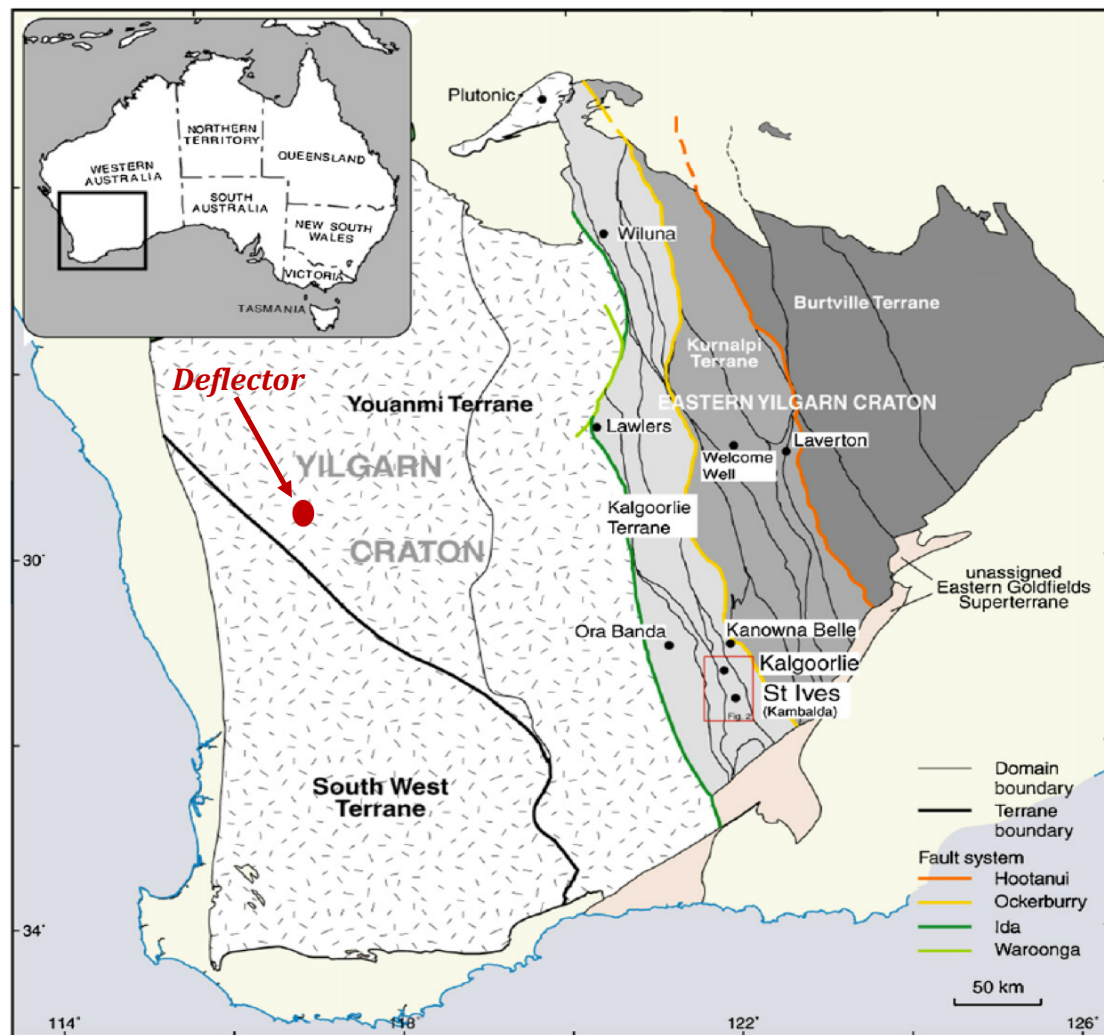 NORTHERN
TERRITORY
QUEENSLAND
WESTERN
AUSTRALIA
SOUTH
AUSTRALIA
NEW SOUTH
WALES
VICTORIA
TASMANIA
Plutonic
Wiluna
Burtville Terrane
Kurnalpi
Terrane
Deflector
Youanmi Terrane
EASTERN YILGARN CRATON
Lawlers
Welcome
Well
Laverton
YILGARN
CRATON
Kalgoorlie
Terrane
30
unassigned
Eastern Goldfields
Superterrane
Ora Banda
Kanowna Belle
Kalgoorlie
St Ives
(Kambalda)
Fig. 2
South West
Terrane
Domain
boundary
Terrane
boundary
Fault system
Hootanui
Ockerburry
Ida
Waroonga
34
50 km
114°
118°
122°
126°